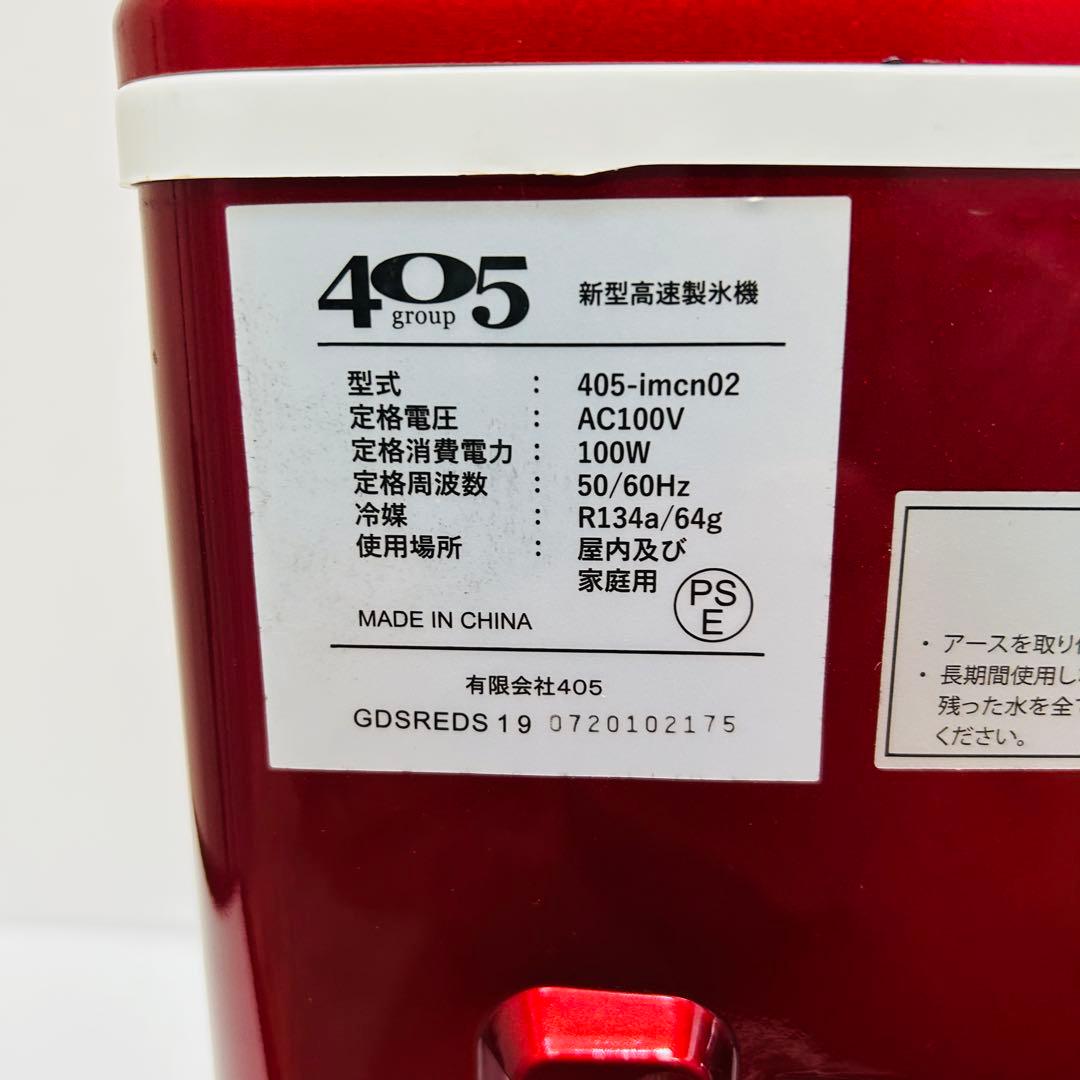 405 group 新型高速製氷機
型式 : 405-imcn02
定格電圧 : AC100V
定格消費電力 : 100W
定格周波数 : 50/60Hz
冷媒 : R134a/64g
使用場所 : 屋内及び
家庭用
PS
E
MADE IN CHINA
有限会社405
GDSREDS19 0720102175
・ アースを取り
・ 長期間使用し
残った水を全て
ください。